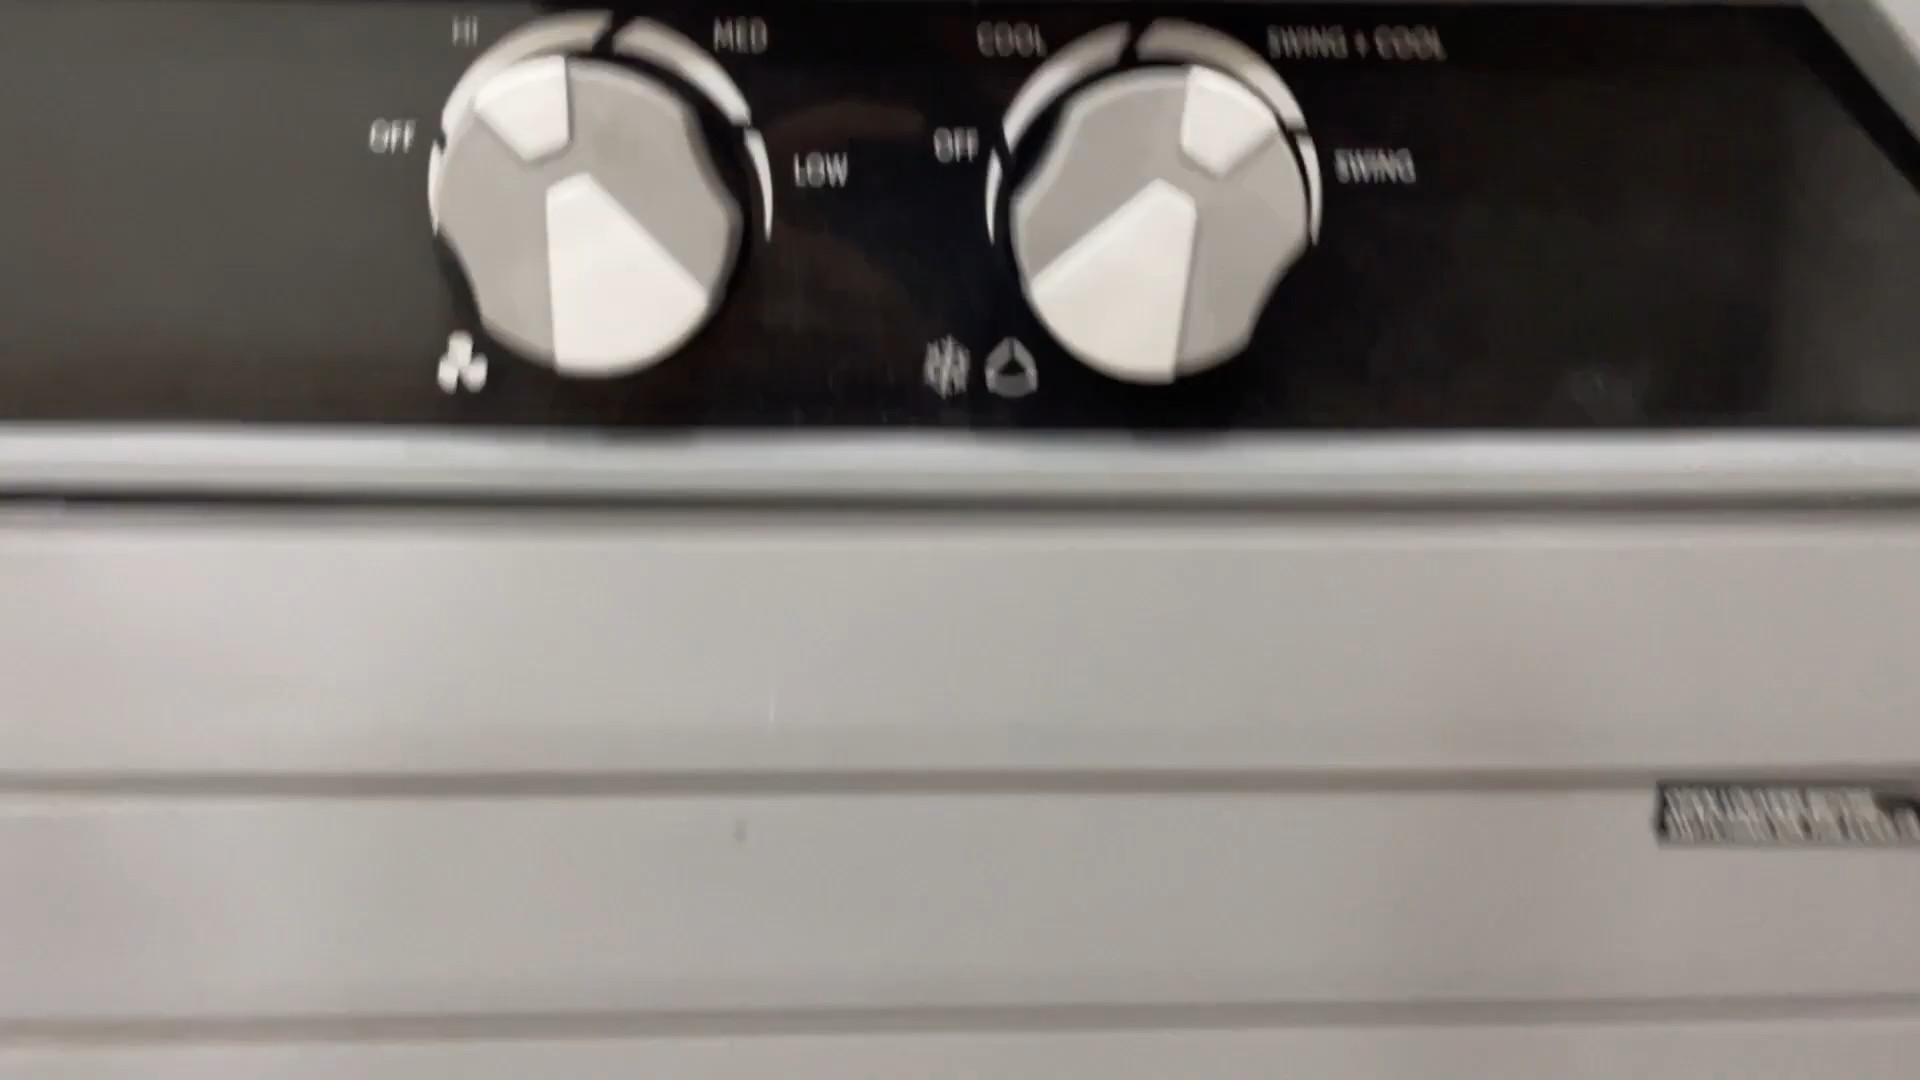 HI
MED
OFF
LOW
COOL
SWING + COOL
OFF
SWING